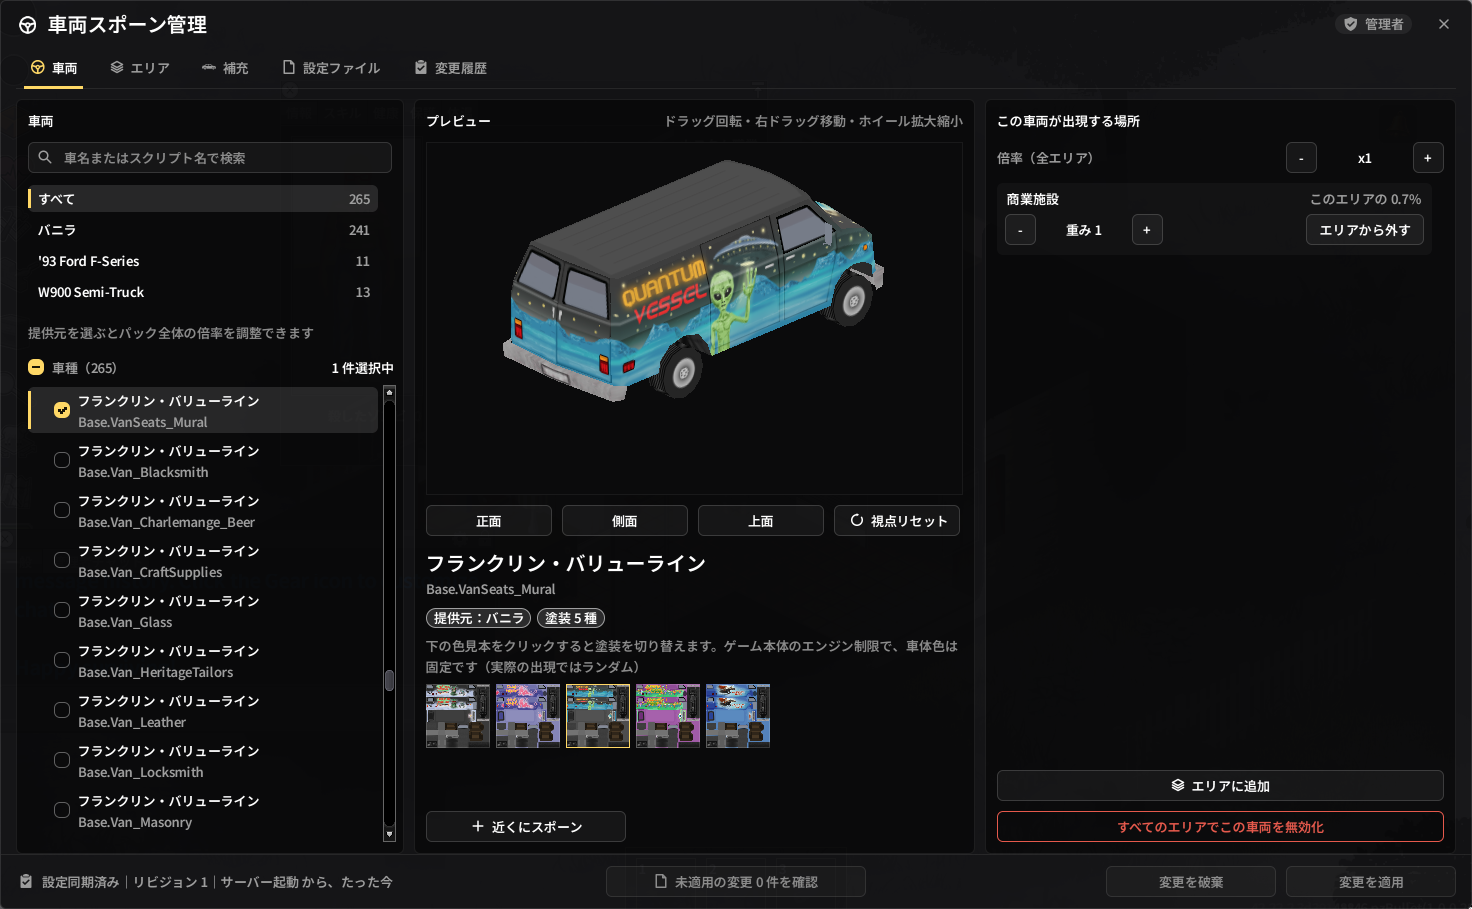 車両スポーン管理
管理者
車両
エリア
補充
設定ファイル
変更履歴
車両
車名またはスクリプト名で検索
すべて 265
バニラ 241
'93 Ford F-Series 11
W900 Semi-Truck 13
提供元を選ぶとパック全体の倍率を調整できます
車種（265） 1 件選択中
フランクリン・バリューライン
Base.VanSeats_Mural
フランクリン・バリューライン
Base.Van_Blacksmith
フランクリン・バリューライン
Base.Van_Charlemange_Beer
フランクリン・バリューライン
Base.Van_CraftSupplies
フランクリン・バリューライン
Base.Van_Glass
フランクリン・バリューライン
Base.Van_HeritageTailors
フランクリン・バリューライン
Base.Van_Leather
フランクリン・バリューライン
Base.Van_Locksmith
フランクリン・バリューライン
Base.Van_Masonry
プレビュー ドラッグ回転・右ドラッグ移動・ホイール拡大縮小
QUANTUM
VESSEL
正面
側面
上面
視点リセット
フランクリン・バリューライン
Base.VanSeats_Mural
提供元：バニラ 塗装 5 種
下の色見本をクリックすると塗装を切り替えます。ゲーム本体のエンジン制限で、車体色は
固定です（実際の出現ではランダム）
+ 近くにスポーン
この車両が出現する場所
倍率（全エリア） - x1 +
商業施設 このエリアの 0.7%
- 重み 1 + エリアから外す
エリアに追加
すべてのエリアでこの車両を無効化
設定同期済み｜リビジョン 1｜サーバー起動 から、たった今
未適用の変更 0 件を確認
変更を破棄
変更を適用